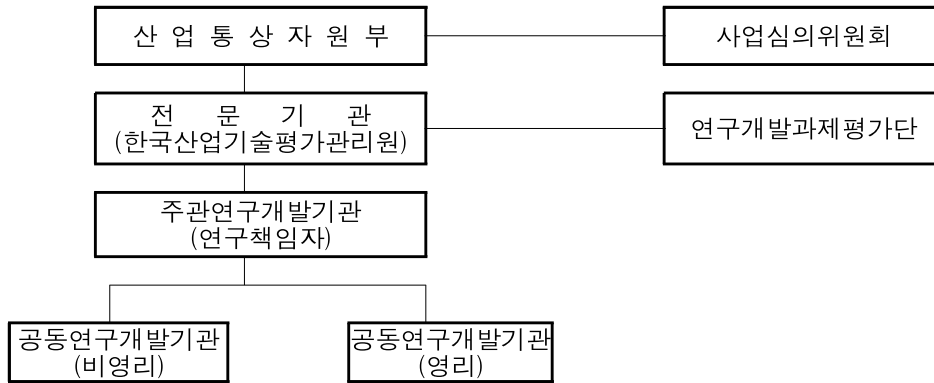 산 업 통 상 자 원 부
사업심의위원회
전 문 기 관
(한국산업기술평가관리원)
연구개발과제평가단
주관연구개발기관
(연구책임자)
공동연구개발기관
(비영리)
공동연구개발기관
(영리)